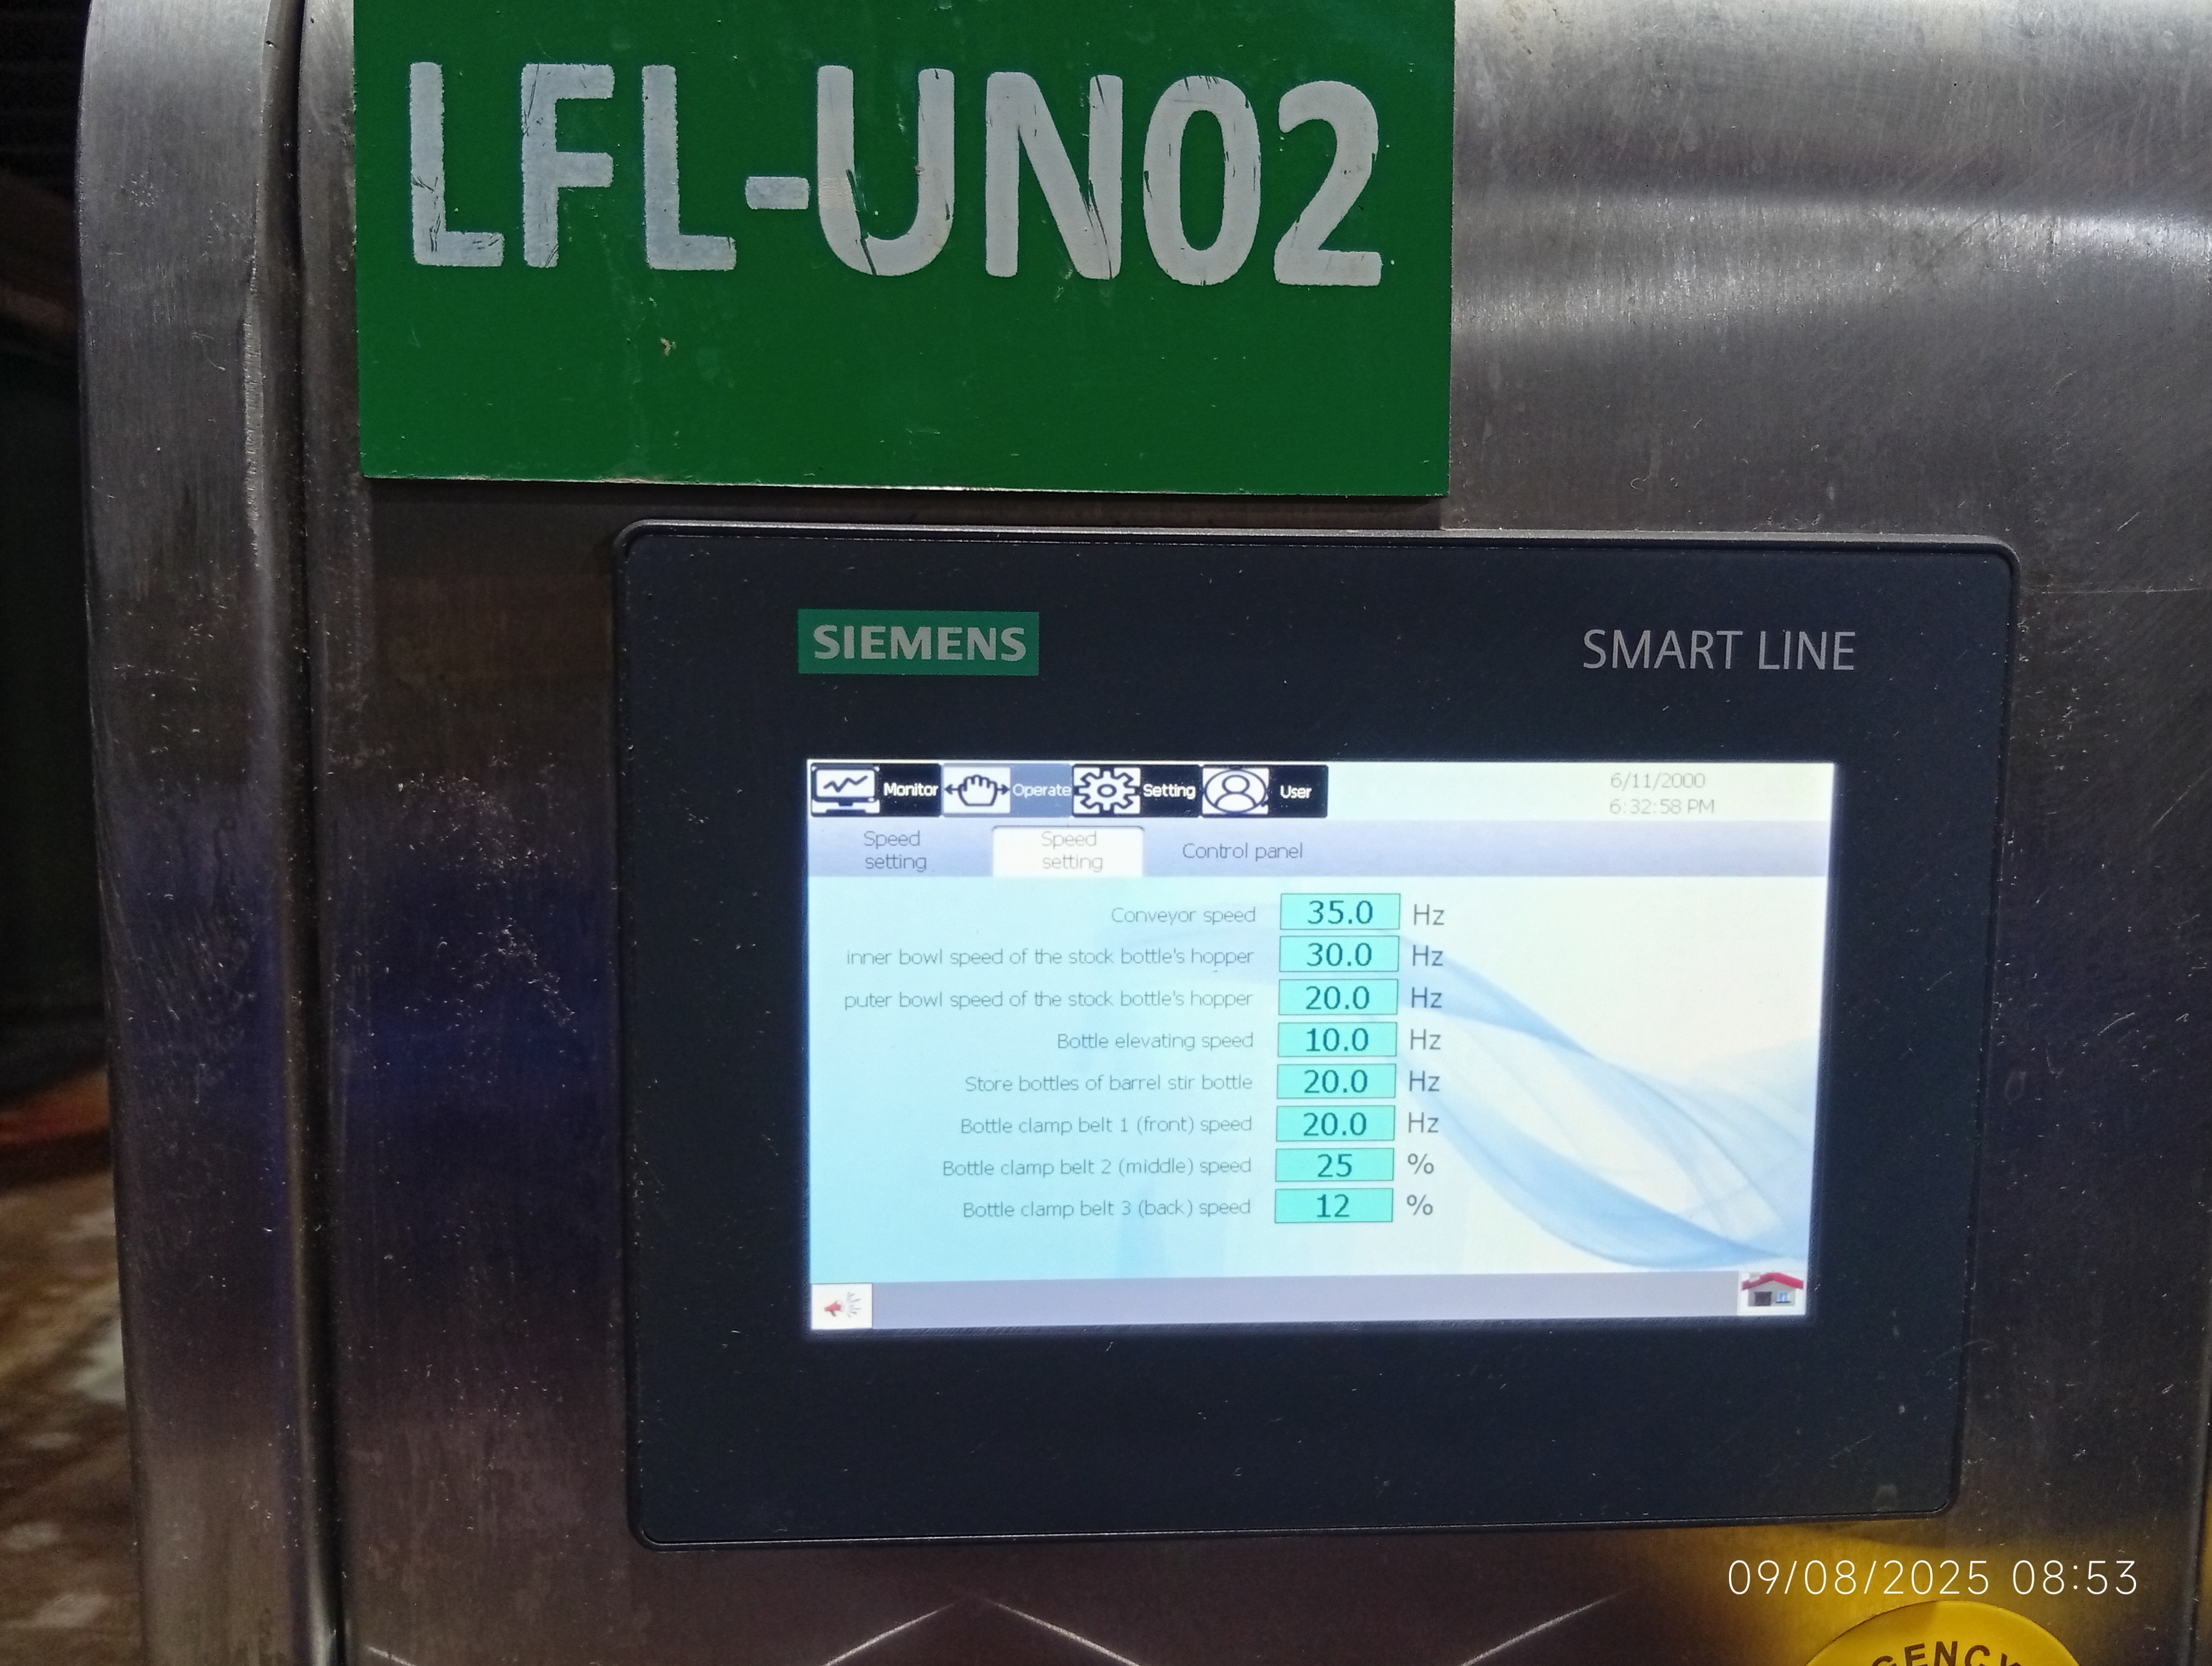 LFL-UN02
SIEMENS
SMART LINE
Monitor
Operate
Setting
User
6/11/2000
6:32:58 PM
Speed
setting
Speed
setting
Control panel
Conveyor speed 35.0 Hz
inner bowl speed of the stock bottle's hopper 30.0 Hz
puter bowl speed of the stock bottle's hopper 20.0 Hz
Bottle elevating speed 10.0 Hz
Store bottles of barrel stir bottle 20.0 Hz
Bottle clamp belt 1 (front) speed 20.0 Hz
Bottle clamp belt 2 (middle) speed 25 %
Bottle clamp belt 3 (back) speed 12 %
09/08/2025 08:53